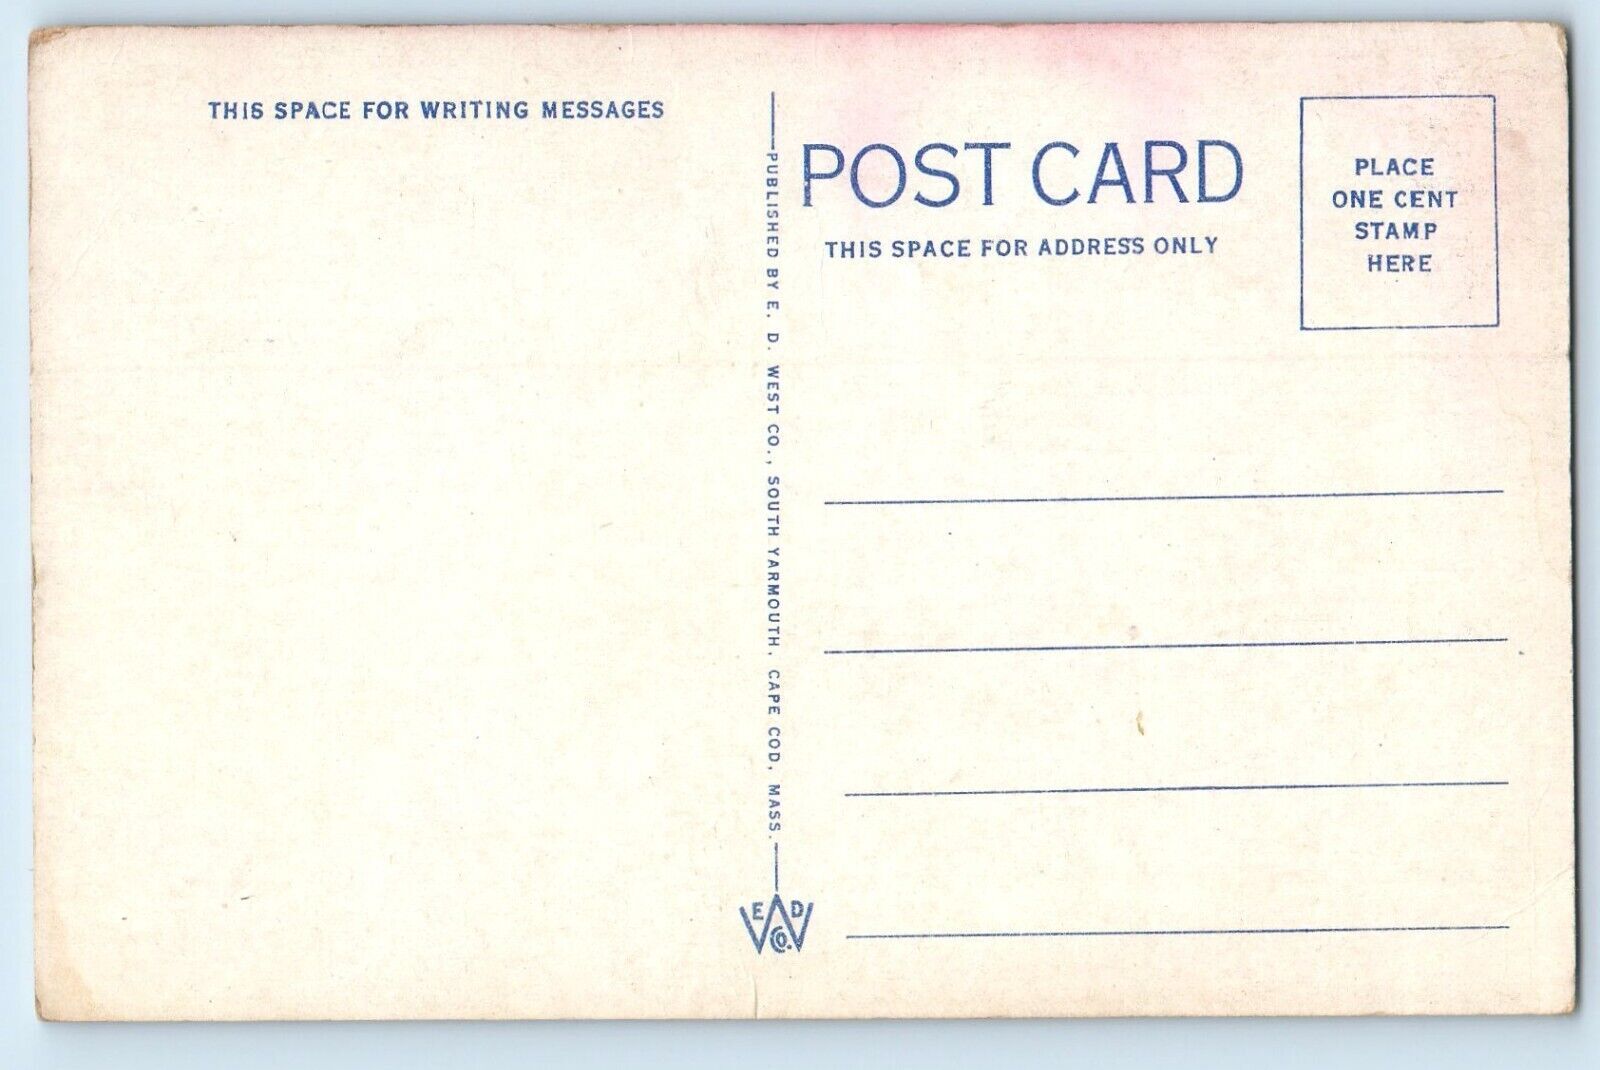 THIS SPACE FOR WRITING MESSAGES
PUBLISHED BY E. D. WEST CO., SOUTH YARMOUTH, CAPE COD, MASS.
E D
W
CO.
POST CARD
THIS SPACE FOR ADDRESS ONLY
PLACE
ONE CENT
STAMP
HERE